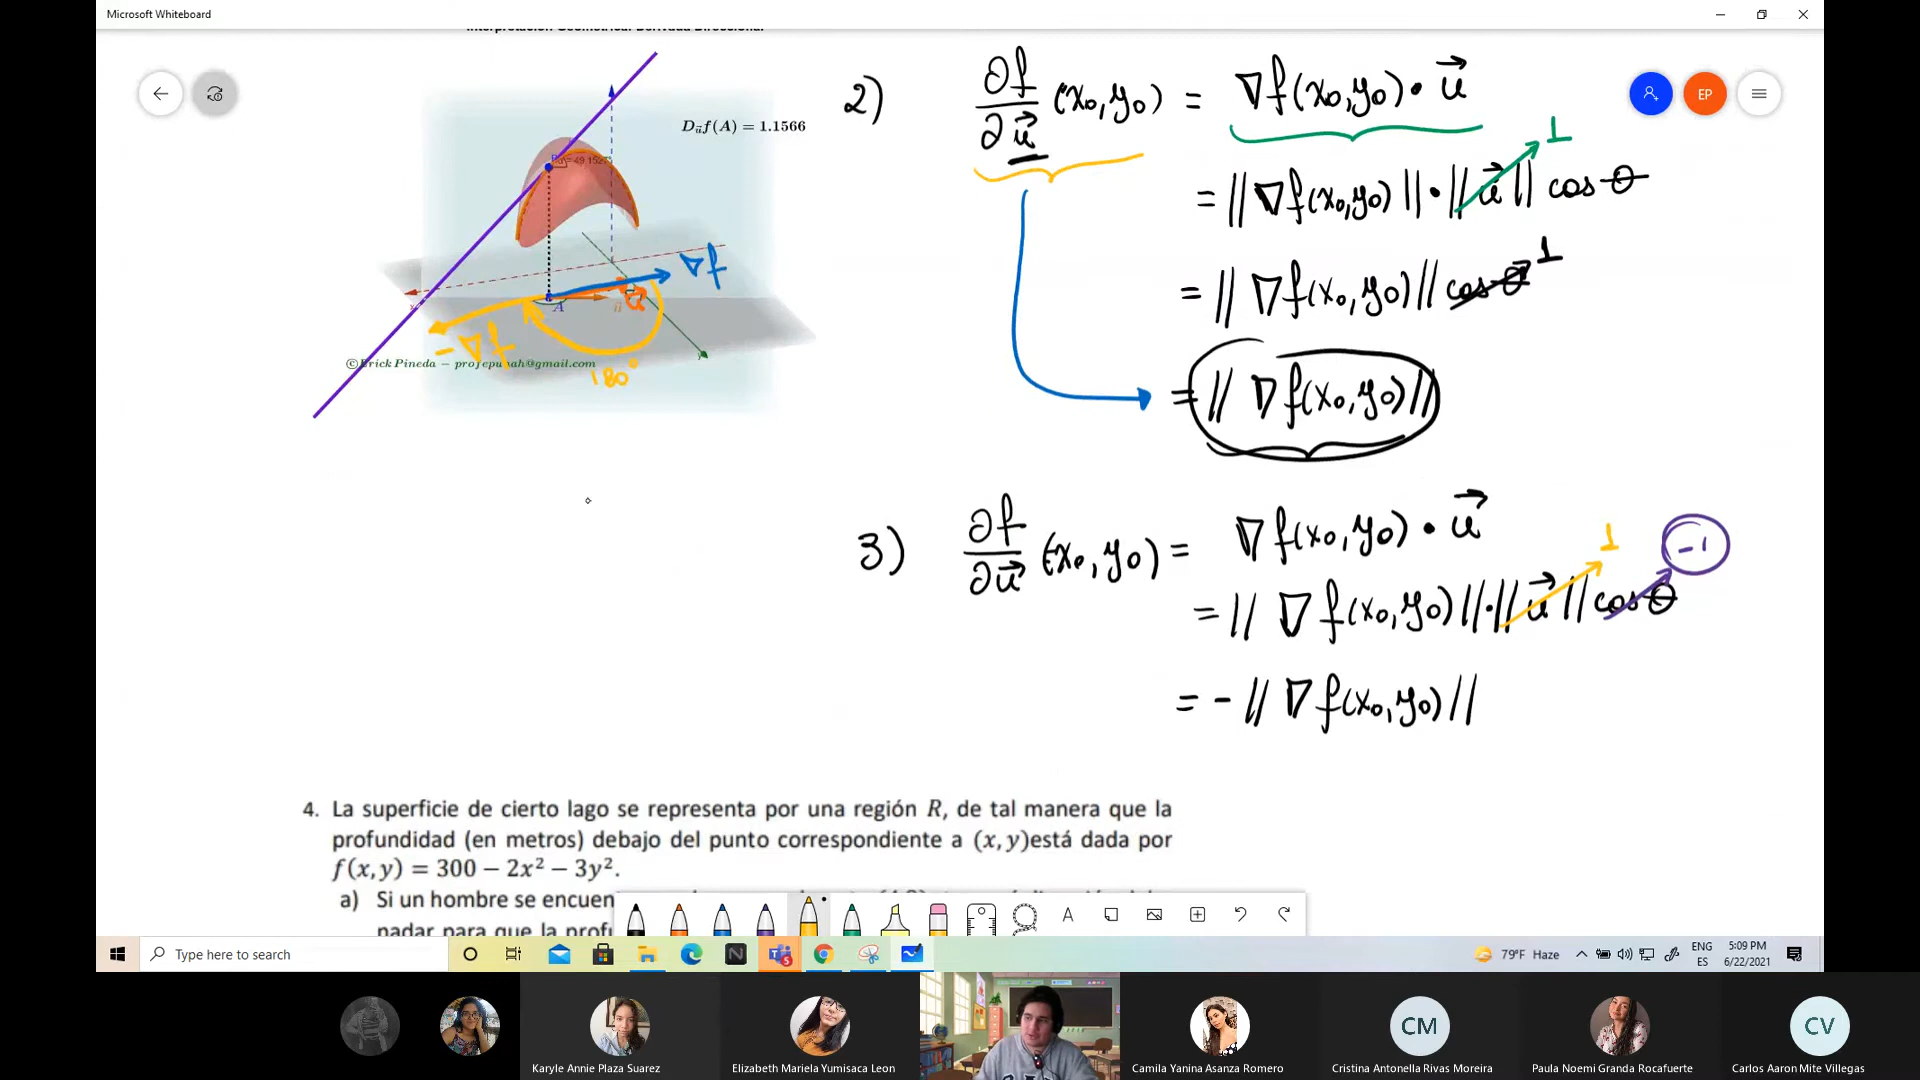 Microsoft Whiteboard
Interpretación Geométrica: Derivada Direccional
EP
D_u⃗ f(A) = 1.1566
∇f
A
u⃗
-∇f
180°
©Erick Pineda – profepunah@gmail.com
2) ∂f/∂u⃗ (x₀,y₀) = ∇f(x₀,y₀) • u⃗
= ||∇f(x₀,y₀)||•||u⃗|| cos θ
1
= ||∇f(x₀,y₀)|| cos θ
1
= ||∇f(x₀,y₀)||
3) ∂f/∂u⃗ (x₀,y₀) = ∇f(x₀,y₀) • u⃗
= ||∇f(x₀,y₀)||•||u⃗|| cos θ
1
-1
= -||∇f(x₀,y₀)||
4. La superficie de cierto lago se representa por una región R, de tal manera que la
profundidad (en metros) debajo del punto correspondiente a (x, y)está dada por
f(x, y) = 300 − 2x² − 3y².
a) Si un hombre se encuen
nadar para que la prof
Type here to search
79°F Haze
ENG
ES
5:09 PM
6/22/2021
CM
CV
Karyle Annie Plaza Suarez
Elizabeth Mariela Yumisaca Leon
Camila Yanina Asanza Romero
Cristina Antonella Rivas Moreira
Paula Noemi Granda Rocafuerte
Carlos Aaron Mite Villegas